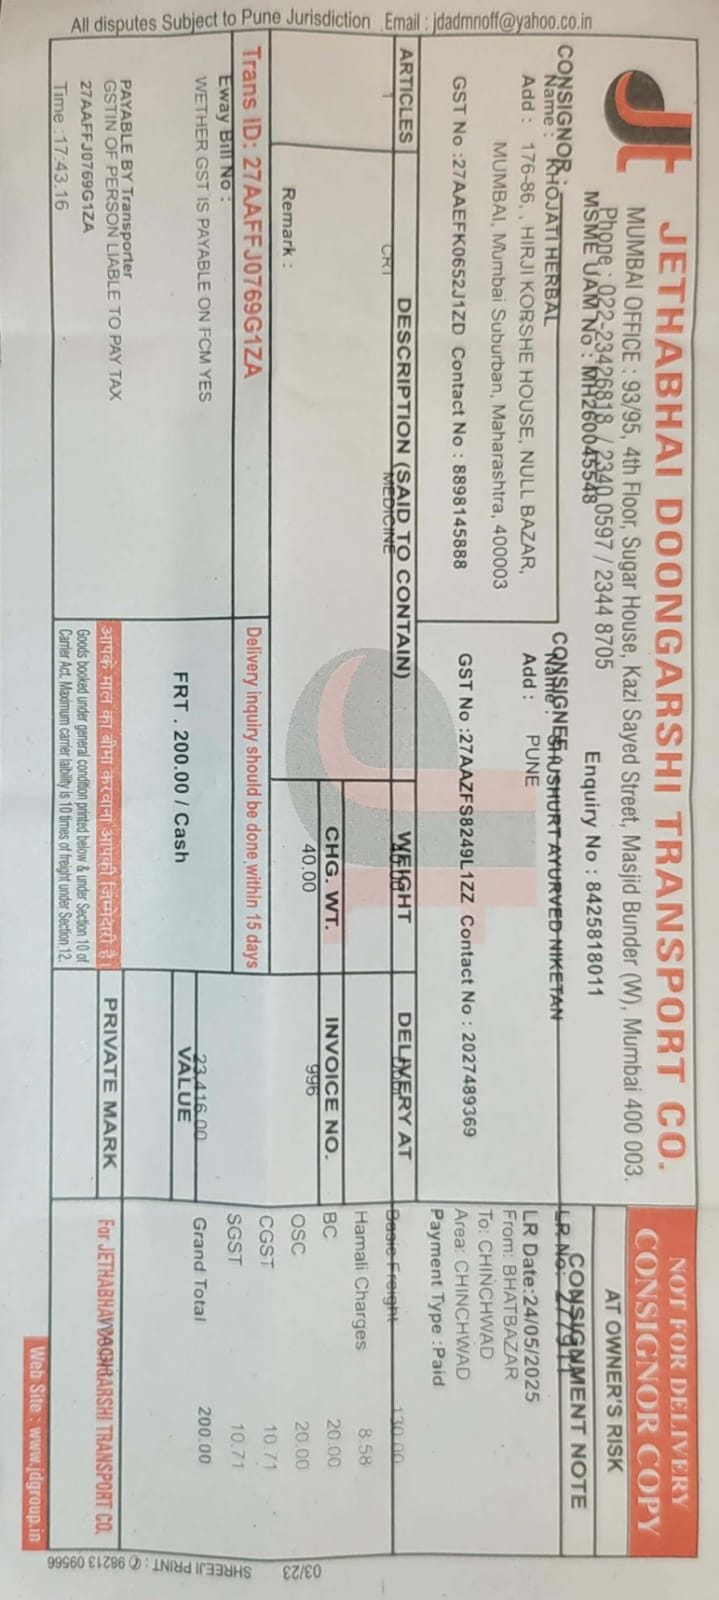 JETHABHAI DOONGARSHI TRANSPORT CO.
MUMBAI OFFICE : 93/95, 4th Floor, Sugar House, Kazi Sayed Street, Masjid Bunder (W), Mumbai 400 003.
Phone : 022-23426818 / 2340 0597 / 2344 8705
MSME UAM No : MH260045548
Enquiry No : 8425818011
NOT FOR DELIVERY
CONSIGNOR COPY
AT OWNER'S RISK
CONSIGNMENT NOTE
CONSIGNOR :
Name : KHOJATI HERBAL
Add : 176-86, , HIRJI KORSHE HOUSE, NULL BAZAR,
MUMBAI, Mumbai Suburban, Maharashtra, 400003
GST No :27AAEFK0652J1ZD Contact No : 8898145888
CONSIGNEE
Name : SHUSHURT AYURVED NIKETAN
Add : PUNE
GST No :27AAZFS8249L1ZZ Contact No : 2027489369
LR No: 277911
LR Date:24/05/2025
From: BHATBAZAR
To: CHINCHWAD
Area: CHINCHWAD
Payment Type :Paid
ARTICLES
DESCRIPTION (SAID TO CONTAIN)
WEIGHT
DELIVERY AT
1
CRT
MEDICINE
40.00
Remark :
CHG. WT.
40.00
INVOICE NO.
996
Basic Freight 130.00
Hamali Charges 8.58
BC 20.00
OSC 20.00
CGST 10.71
SGST 10.71
Grand Total 200.00
Trans ID: 27AAFFJ0769G1ZA
Delivery inquiry should be done within 15 days
Eway Bill No :
WETHER GST IS PAYABLE ON FCM YES
FRT . 200.00 / Cash
23,416.00
VALUE
PAYABLE BY Transporter
GSTIN OF PERSON LIABLE TO PAY TAX
27AAFFJ0769G1ZA
Time :17:43.16
आपके माल का बीमा करवाना आपकी जिम्मेदारी है।
Goods booked under general condition printed below & under Section 10 of
Carrier Act. Maximum carrier laibility is 10 times of freight under Section 12.
PRIVATE MARK
For JETHABHAI DOONGARSHI TRANSPORT CO.
All disputes Subject to Pune Jurisdiction Email : jdadmnoff@yahoo.co.in
Web Site : www.jdgroup.in
SHREEJI PRINT : ✆ 98213 09566
03/23